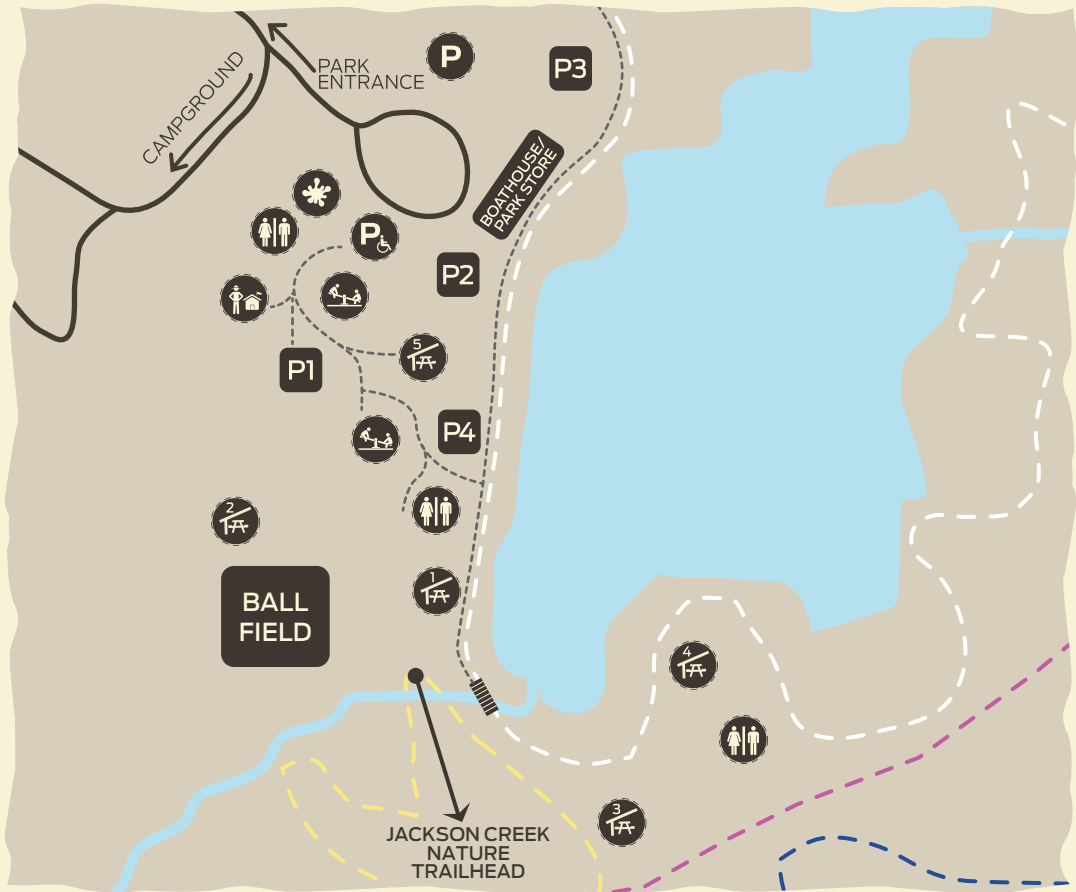 PARK
ENTRANCE
P
P3
CAMPGROUND
BOATHOUSE/
PARK STORE
P
P2
5
P1
P4
2
1
BALL
FIELD
4
3
JACKSON CREEK
NATURE
TRAILHEAD